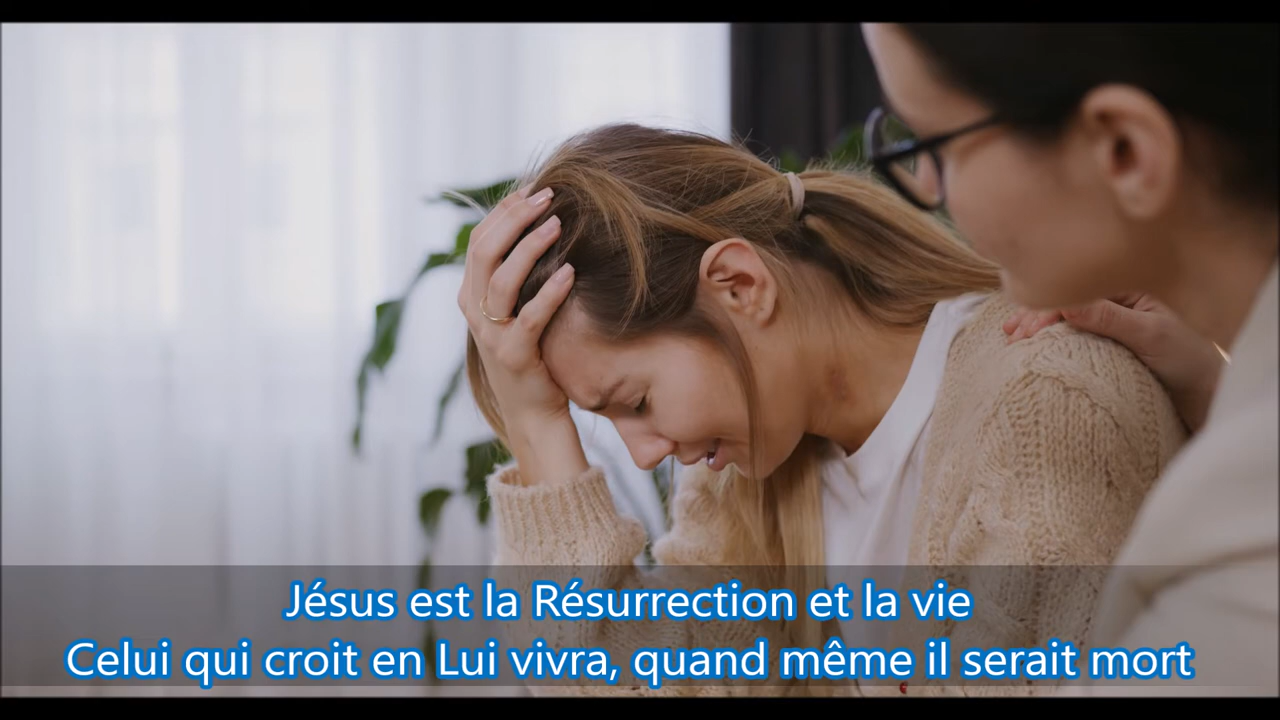 Jésus est la Résurrection et la vie
Celui qui croit en Lui vivra, quand même il serait mort